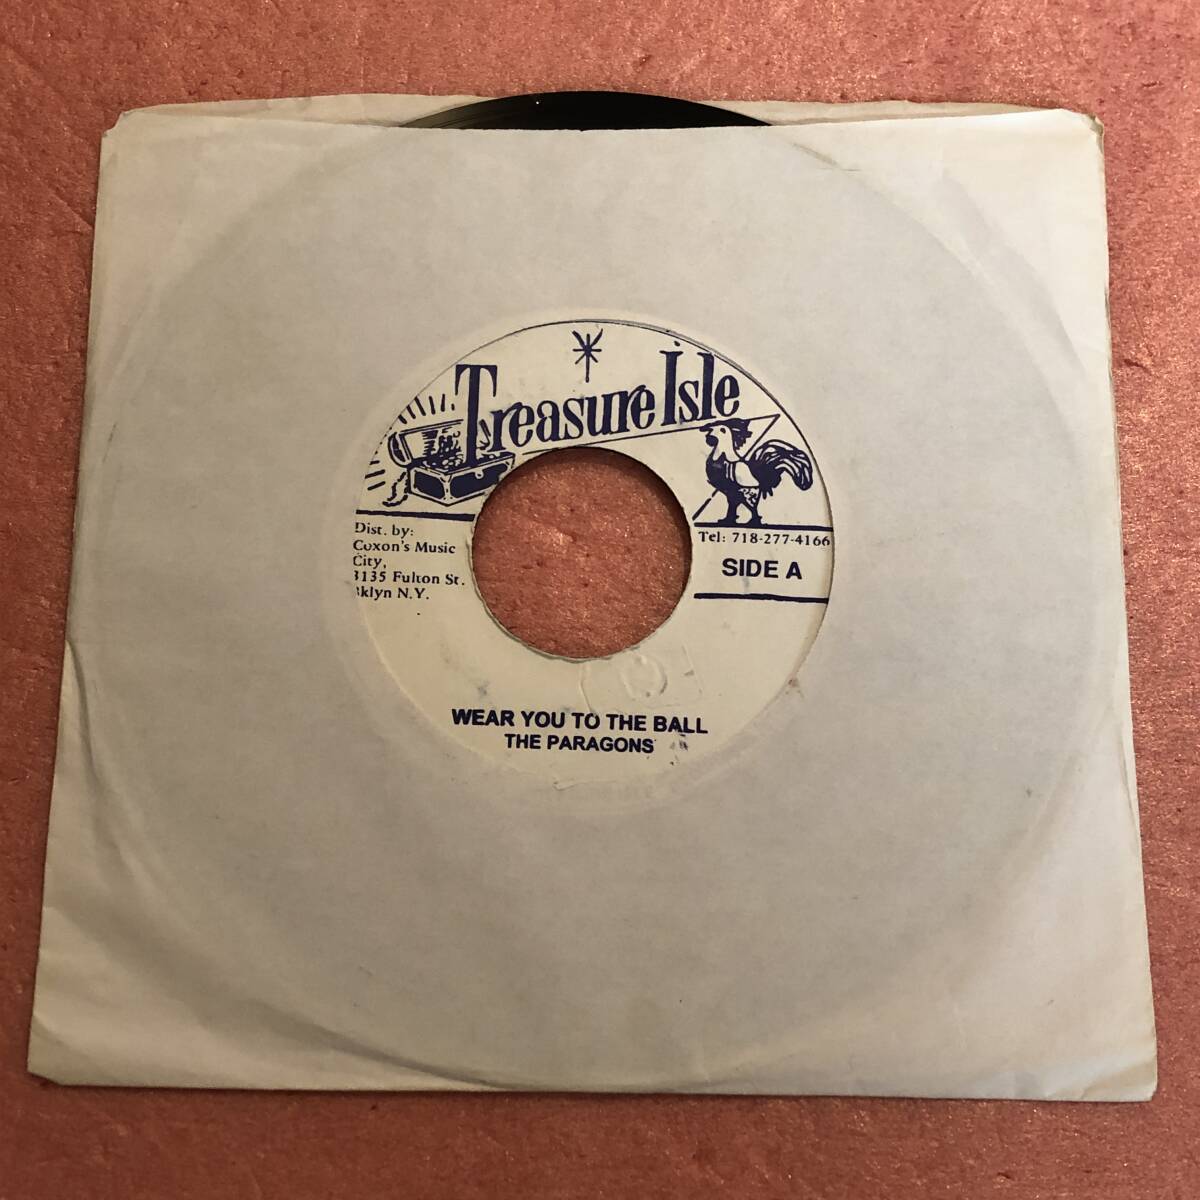 Treasure Isle
Dist. by:
Coxon's Music
City,
3135 Fulton St.
klyn N.Y.
Tel: 718-277-4166
SIDE A
WEAR YOU TO THE BALL
THE PARAGONS